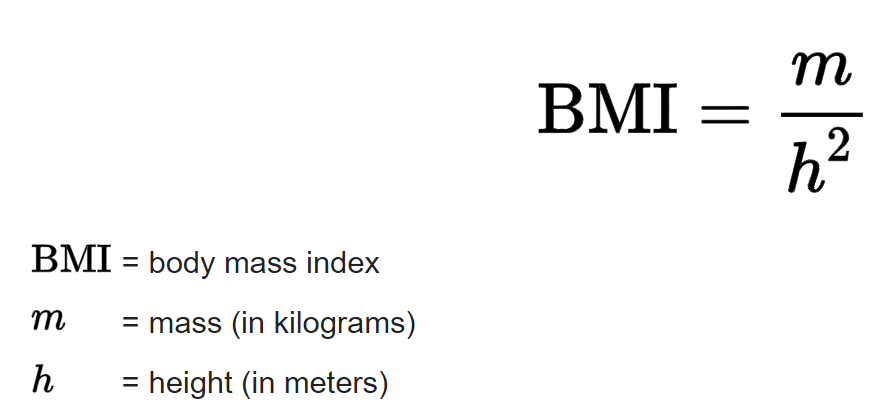 BMI = m/h²
BMI = body mass index
m = mass (in kilograms)
h = height (in meters)